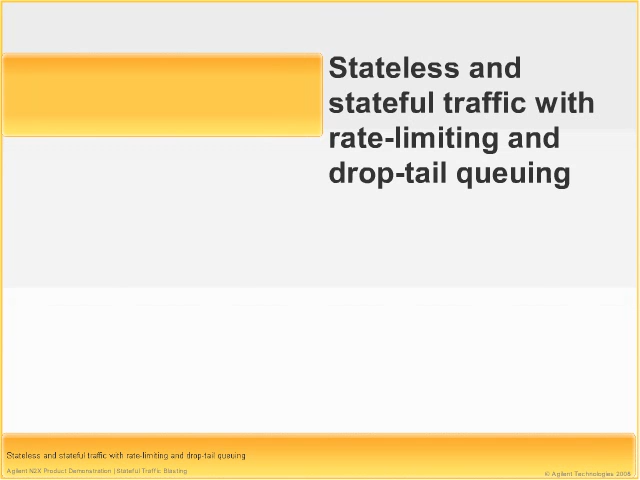 Stateless and
stateful traffic with
rate-limiting and
drop-tail queuing
Stateless and stateful traffic with rate-limiting and drop-tail queuing
Agilent N2X Product Demonstration | Stateful Traffic Blasting
© Agilent Technologies 2006